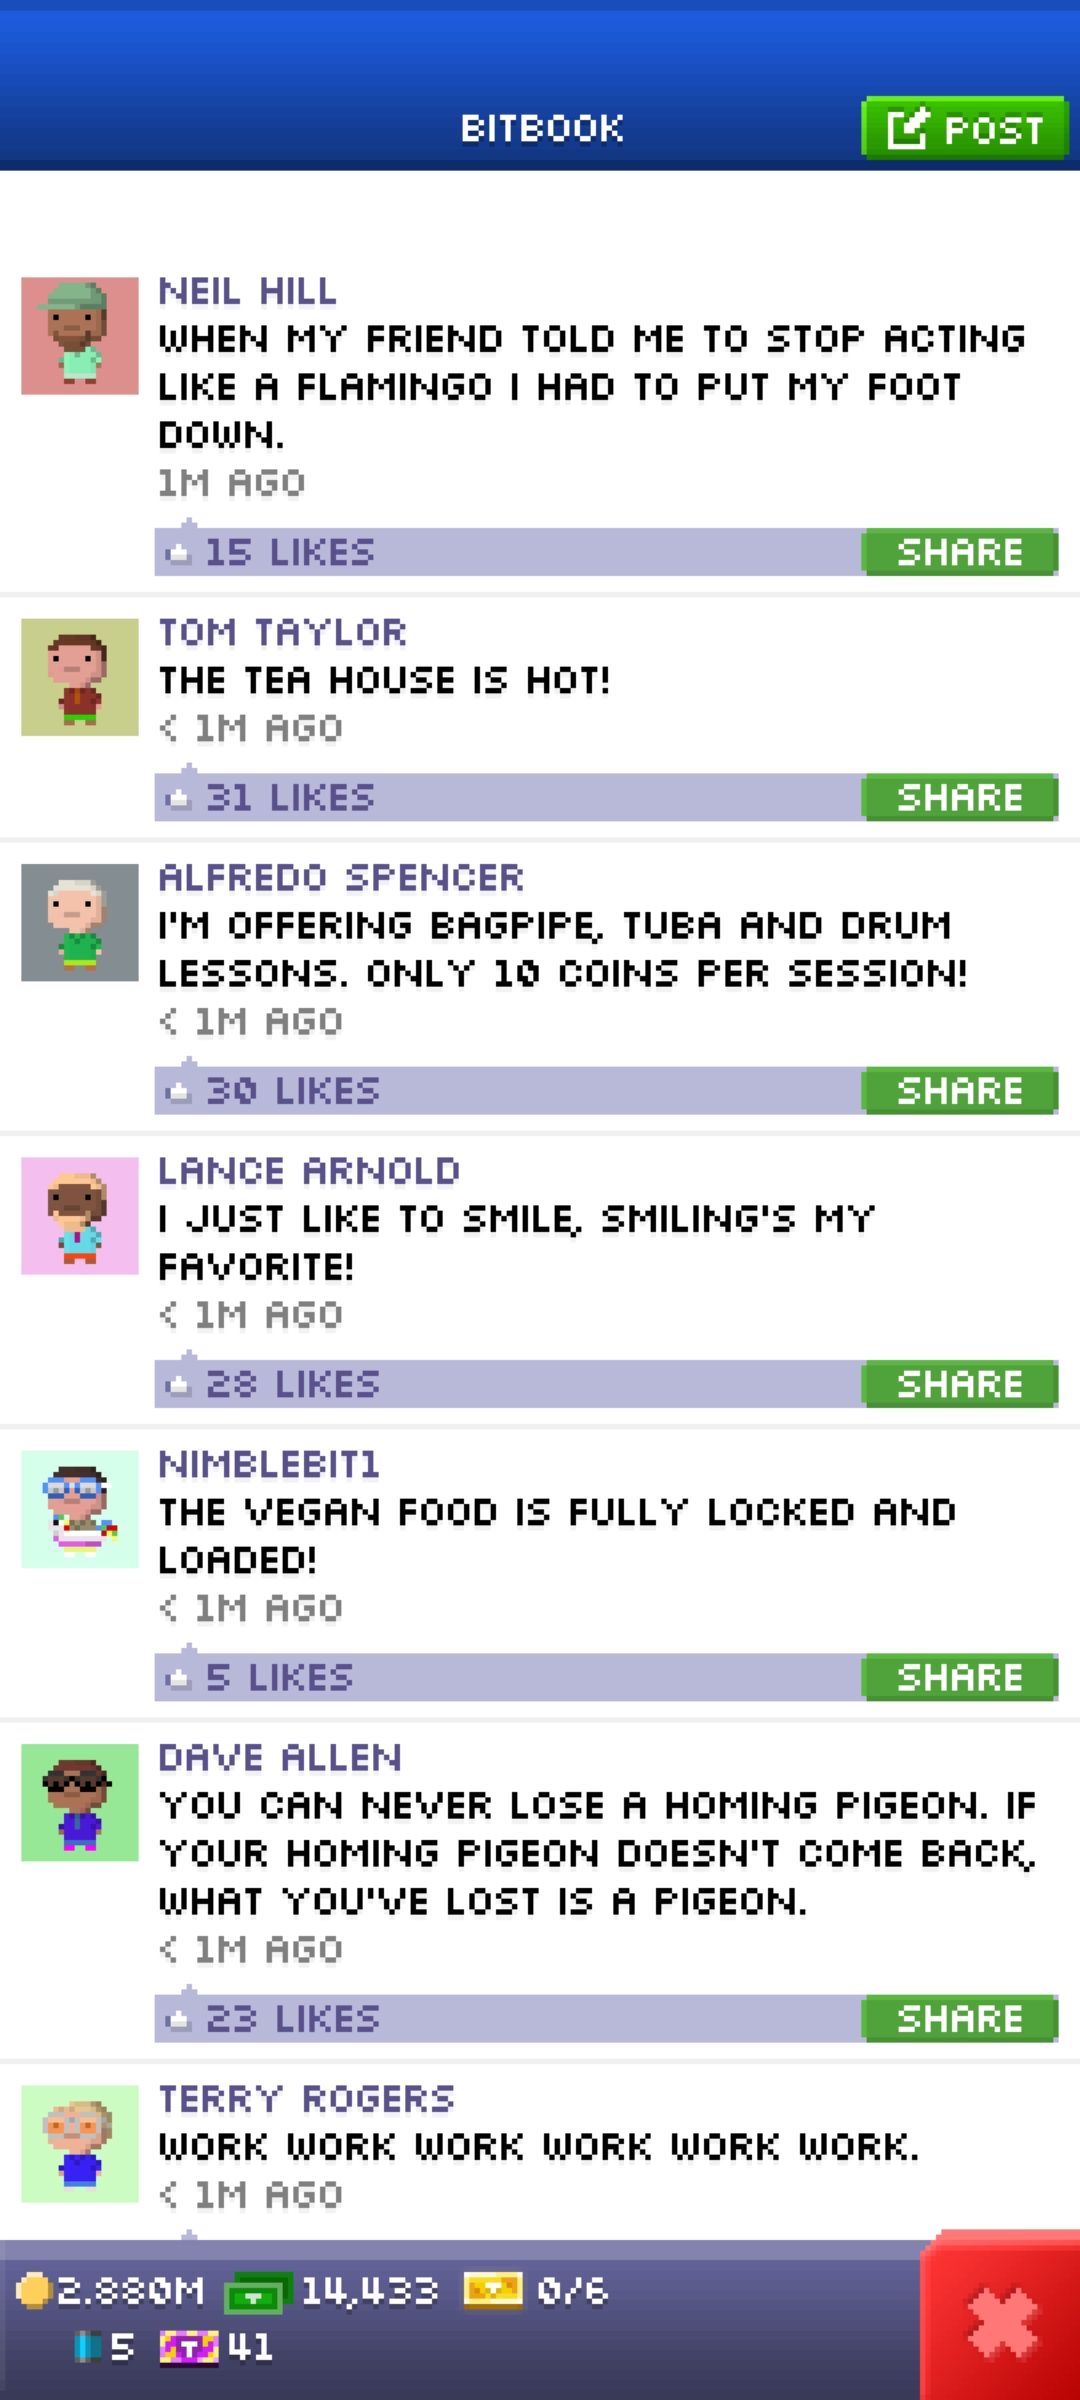 BITBOOK
POST
NEIL HILL
WHEN MY FRIEND TOLD ME TO STOP ACTING
LIKE A FLAMINGO I HAD TO PUT MY FOOT
DOWN.
1M AGO
15 LIKES
SHARE
TOM TAYLOR
THE TEA HOUSE IS HOT!
< 1M AGO
31 LIKES
SHARE
ALFREDO SPENCER
I'M OFFERING BAGPIPE, TUBA AND DRUM
LESSONS. ONLY 10 COINS PER SESSION!
< 1M AGO
30 LIKES
SHARE
LANCE ARNOLD
I JUST LIKE TO SMILE, SMILING'S MY
FAVORITE!
< 1M AGO
28 LIKES
SHARE
NIMBLEBIT1
THE VEGAN FOOD IS FULLY LOCKED AND
LOADED!
< 1M AGO
5 LIKES
SHARE
DAVE ALLEN
YOU CAN NEVER LOSE A HOMING PIGEON. IF
YOUR HOMING PIGEON DOESN'T COME BACK,
WHAT YOU'VE LOST IS A PIGEON.
< 1M AGO
23 LIKES
SHARE
TERRY ROGERS
WORK WORK WORK WORK WORK WORK.
< 1M AGO
2.880M 14,433 0/6
5 T 41